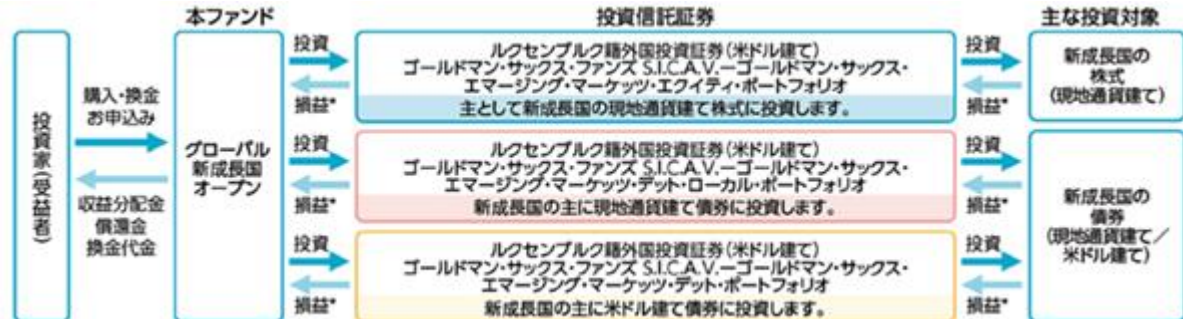 本ファンド
投資信託証券
主な投資対象
投資家(受益者)
購入・換金
お申込み
収益分配金
償還金
換金代金
グローバル
新成長国
オープン
投資
損益*
ルクセンブルク籍外国投資証券(米ドル建て)
ゴールドマン・サックス・ファンズ S.I.C.A.V.ーゴールドマン・サックス・
エマージング・マーケッツ・エクイティ・ポートフォリオ
主として新成長国の現地通貨建て株式に投資します。
投資
損益*
新成長国の
株式
(現地通貨建て)
投資
損益*
ルクセンブルク籍外国投資証券(米ドル建て)
ゴールドマン・サックス・ファンズ S.I.C.A.V.ーゴールドマン・サックス・
エマージング・マーケッツ・デット・ローカル・ポートフォリオ
新成長国の主に現地通貨建て債券に投資します。
投資
損益*
投資
損益*
ルクセンブルク籍外国投資証券(米ドル建て)
ゴールドマン・サックス・ファンズ S.I.C.A.V.ーゴールドマン・サックス・
エマージング・マーケッツ・デット・ポートフォリオ
新成長国の主に米ドル建て債券に投資します。
投資
損益*
新成長国の
債券
(現地通貨建て/
米ドル建て)